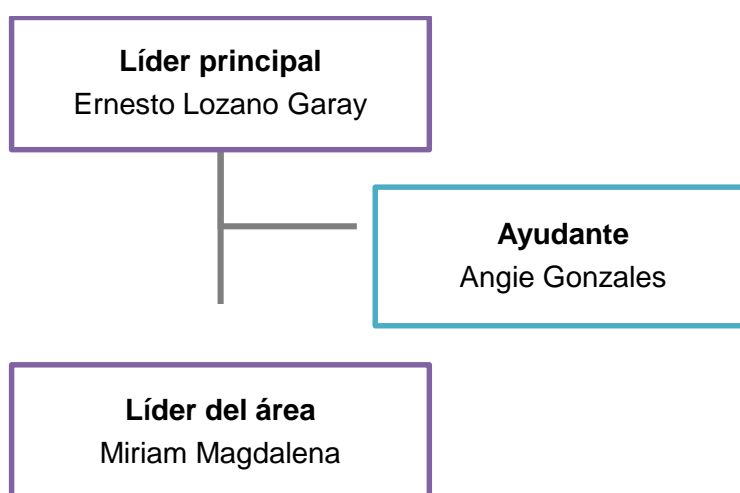 Líder principal
Ernesto Lozano Garay
Ayudante
Angie Gonzales
Líder del área
Miriam Magdalena